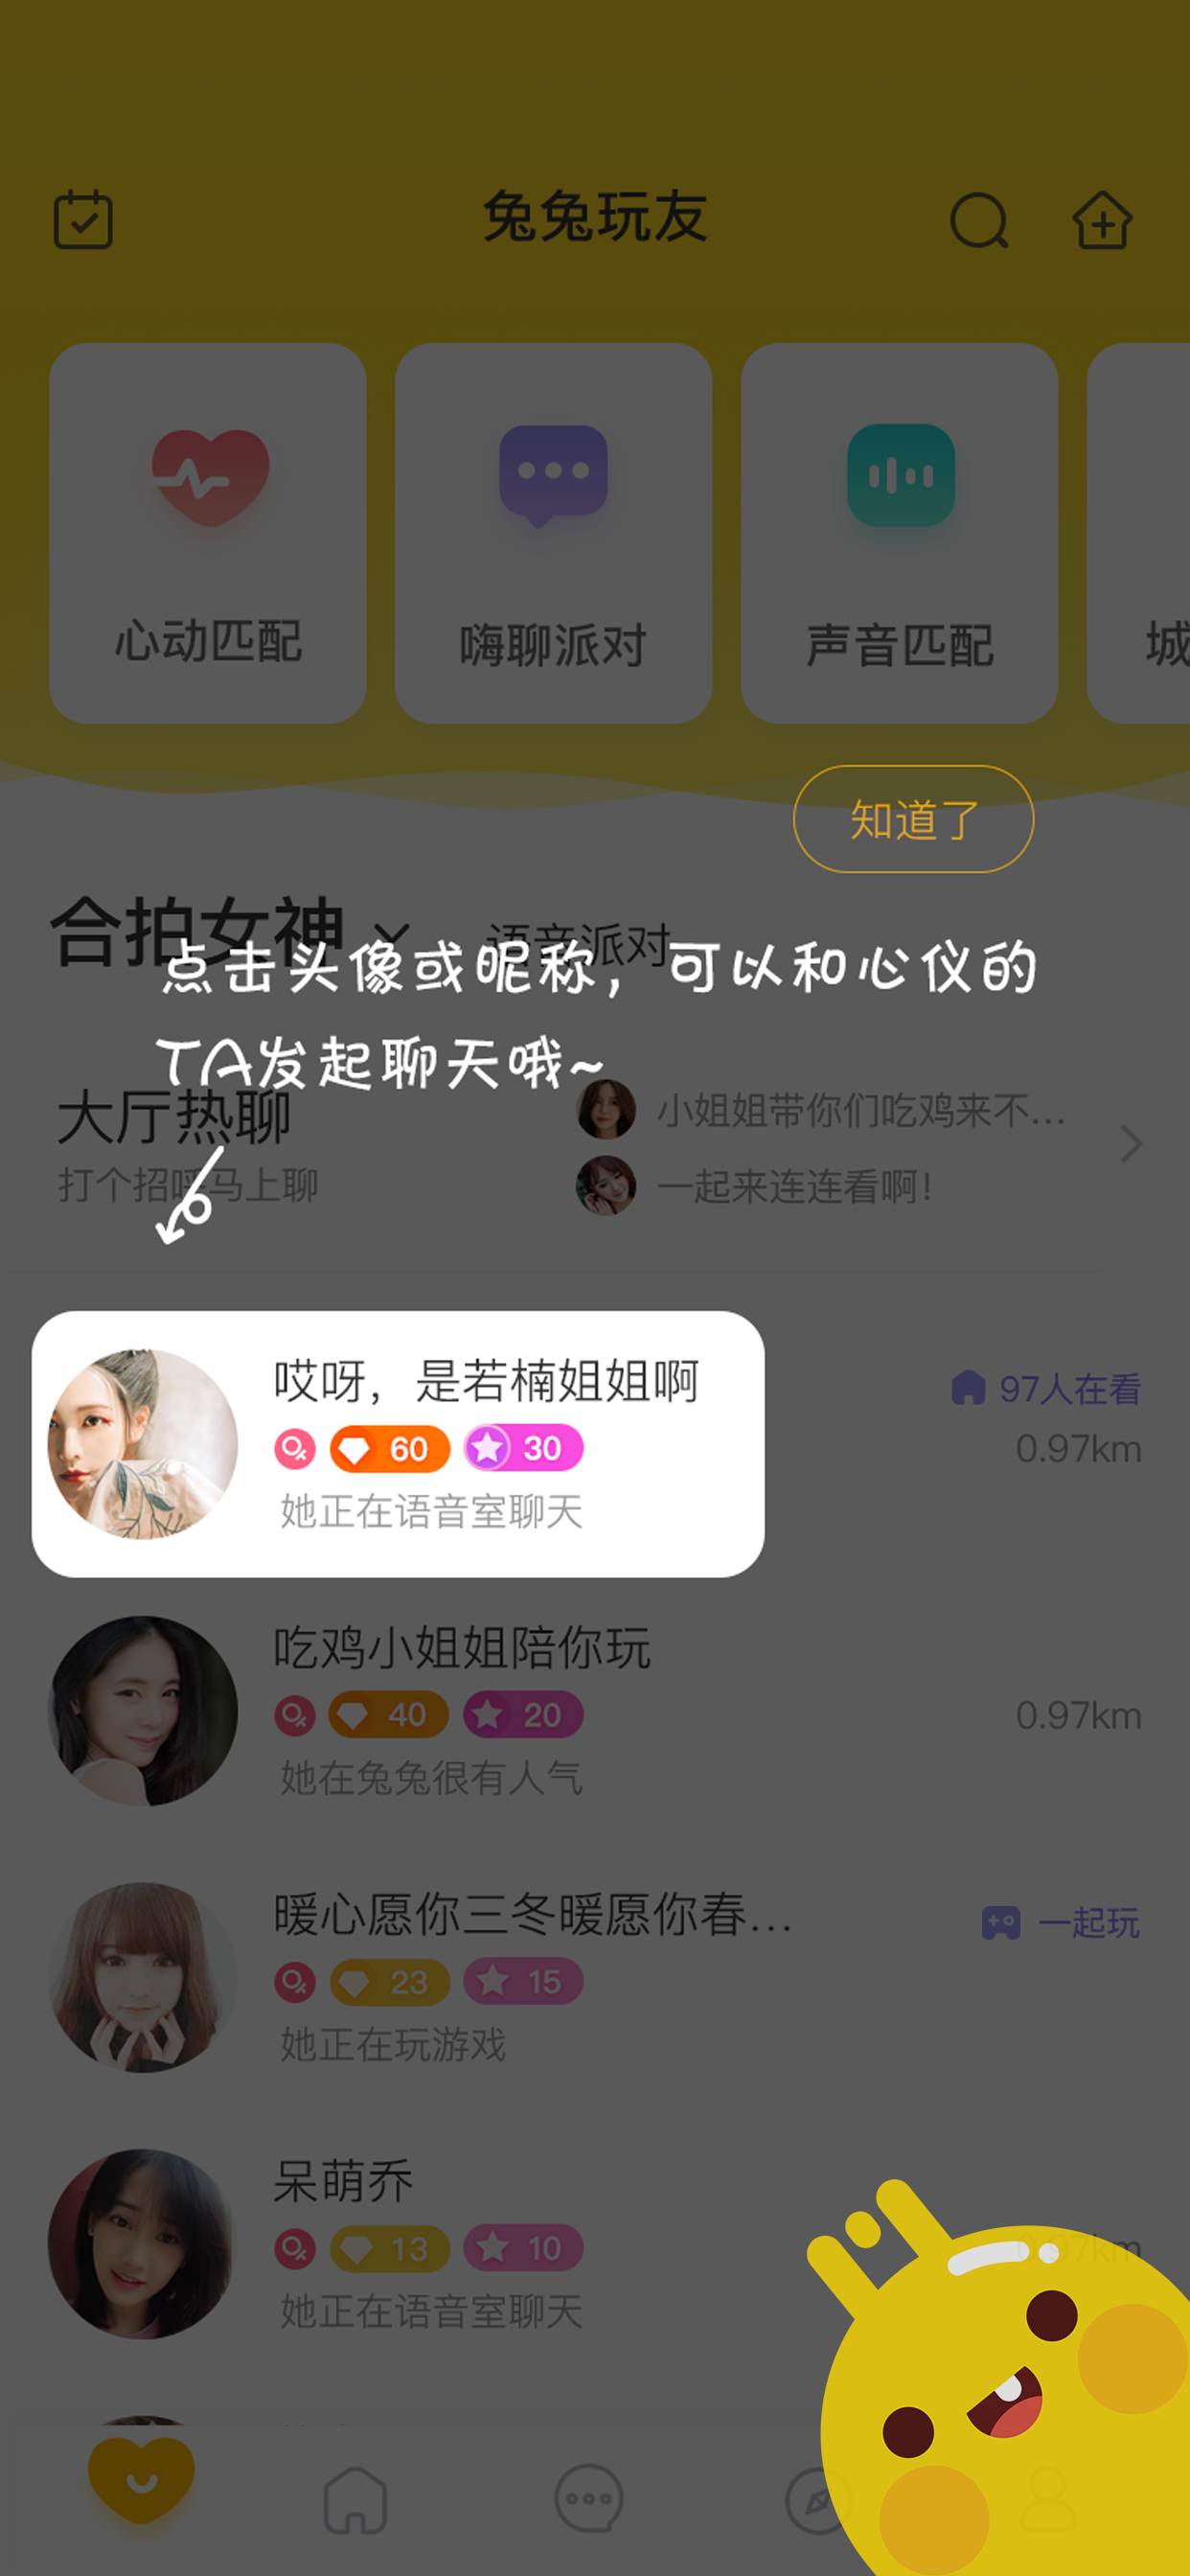 兔兔玩友
心动匹配
嗨聊派对
声音匹配
城
知道了
合拍女神
语音派对
点击头像或昵称，可以和心仪的
TA发起聊天哦~
大厅热聊
打个招呼马上聊
小姐姐带你们吃鸡来不...
一起来连连看啊！
哎呀，是若楠姐姐啊
60
30
她正在语音室聊天
97人在看
0.97km
吃鸡小姐姐陪你玩
40
20
她在兔兔很有人气
0.97km
暖心愿你三冬暖愿你春...
23
15
她正在玩游戏
一起玩
呆萌乔
13
10
她正在语音室聊天
0.97km